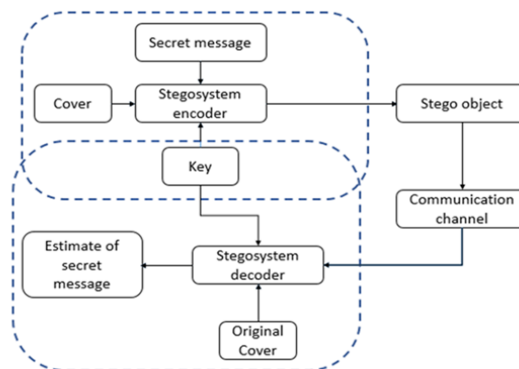 Secret message
Cover
Stegosystem
encoder
Stego object
Key
Communication
channel
Estimate of
secret
message
Stegosystem
decoder
Original
Cover